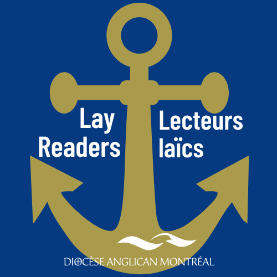 Lay Readers
Lecteurs laïcs
DIOCÈSE ANGLICAN MONTRÉAL